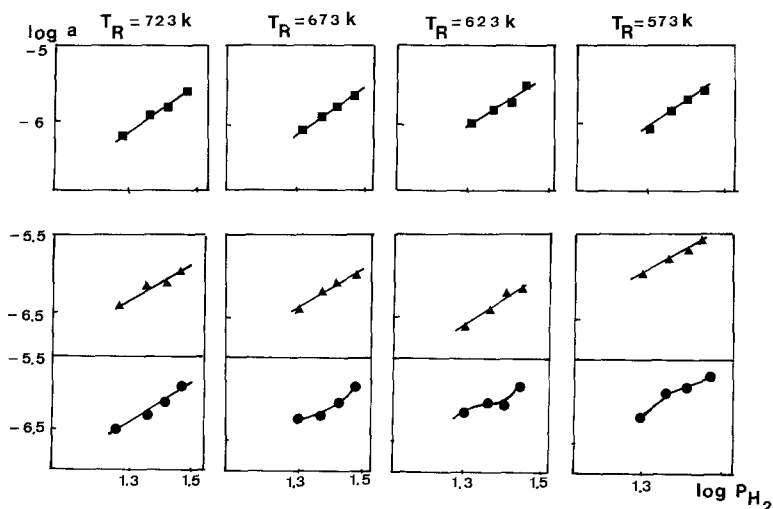 log a T_R = 723 k T_R = 673 k T_R = 623 k T_R = 573 k
-5
-6
-5,5
-6,5
-5,5
-6,5
1,3 1,5 1,3 1,5 1,3 1,5 1,3
log P_H₂